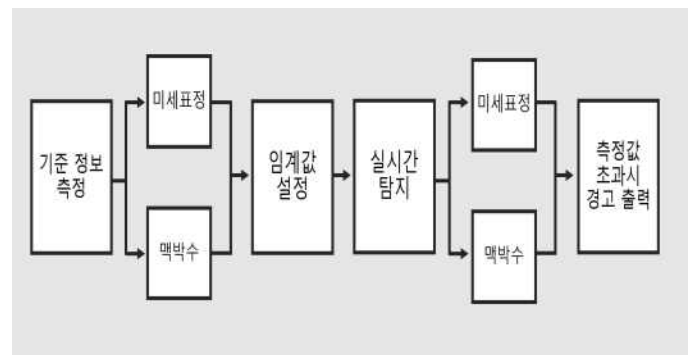 기준 정보
측정
미세표정
맥박수
임계값
설정
실시간
탐지
미세표정
맥박수
측정값
초과시
경고 출력